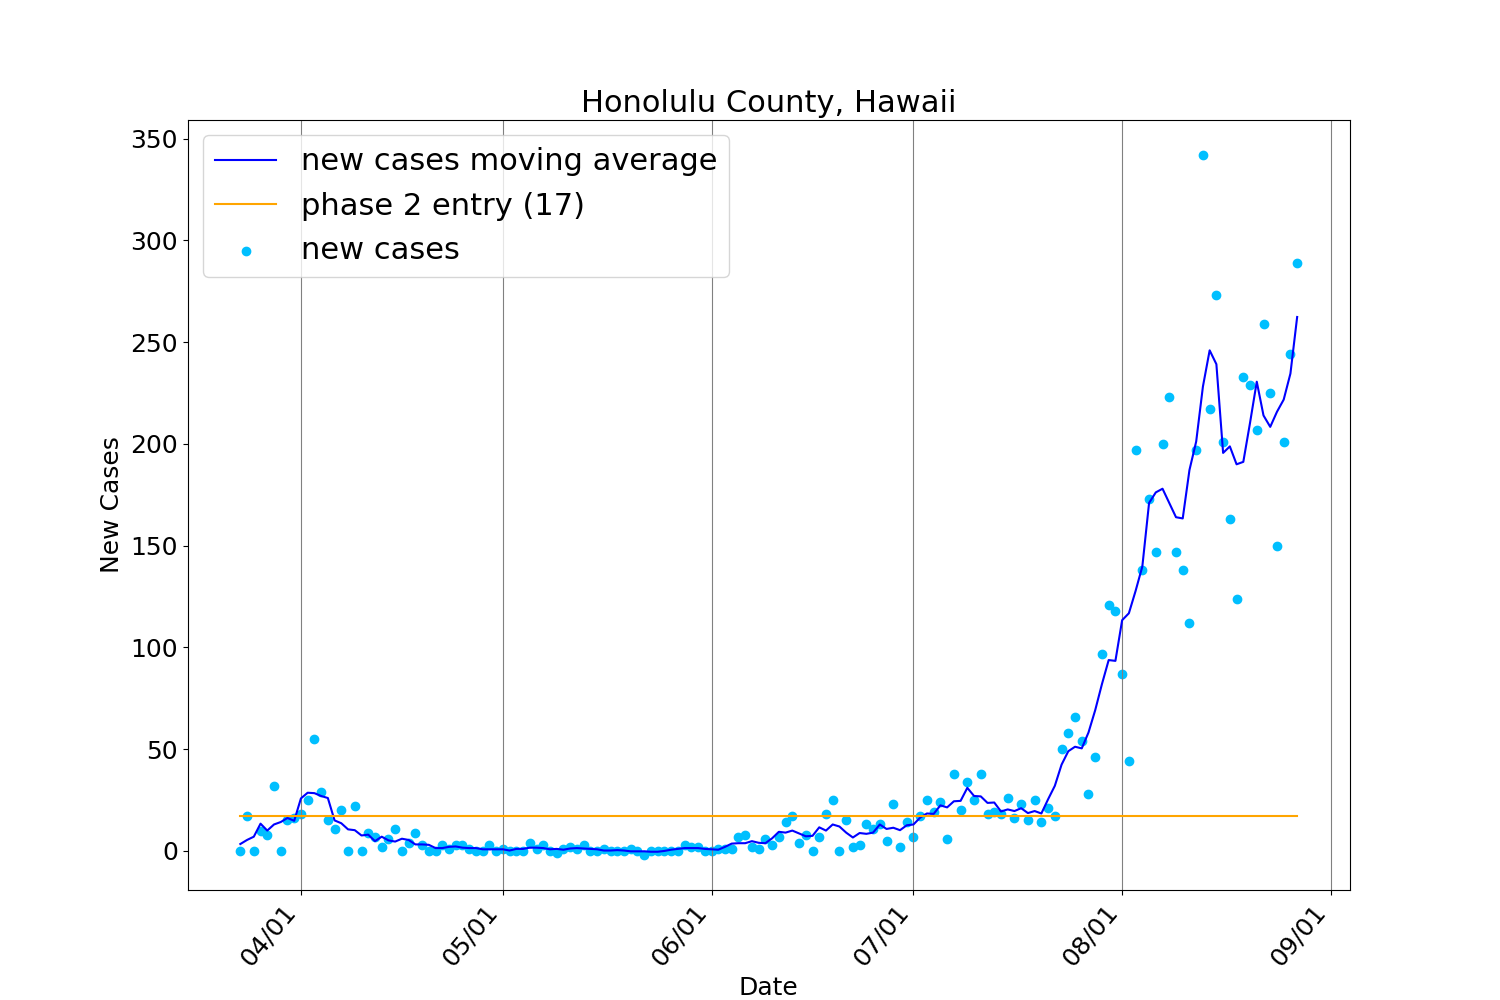 Honolulu County, Hawaii
new cases moving average
phase 2 entry (17)
new cases
350
300
250
200
150
100
50
0
New Cases
04/01
05/01
06/01
07/01
08/01
09/01
Date